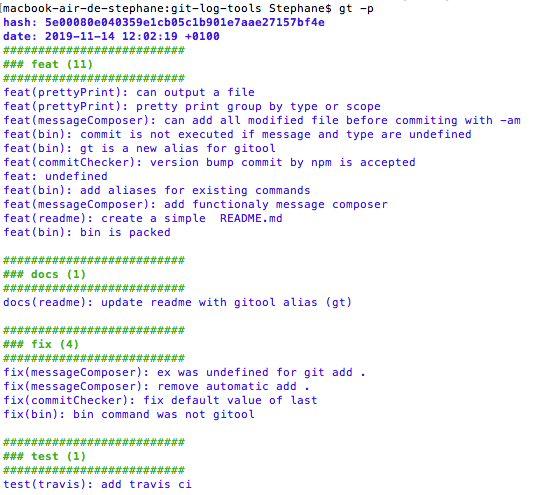 [macbook-air-de-stephane:git-log-tools Stephane$ gt -p
hash: 5e00080e040359e1cb05c1b901e7aae27157bf4e
date: 2019-11-14 12:02:19 +0100
###########################
### feat (11)
###########################
feat(prettyPrint): can output a file
feat(prettyPrint): pretty print group by type or scope
feat(messageComposer): can add all modified file before commiting with -am
feat(bin): commit is not executed if message and type are undefined
feat(bin): gt is a new alias for gitool
feat(commitChecker): version bump commit by npm is accepted
feat: undefined
feat(bin): add aliases for existing commands
feat(messageComposer): add functionaly message composer
feat(readme): create a simple  README.md
feat(bin): bin is packed
###########################
### docs (1)
###########################
docs(readme): update readme with gitool alias (gt)
###########################
### fix (4)
###########################
fix(messageComposer): ex was undefined for git add .
fix(messageComposer): remove automatic add .
fix(commitChecker): fix default value of last
fix(bin): bin command was not gitool
###########################
### test (1)
###########################
test(travis): add travis ci